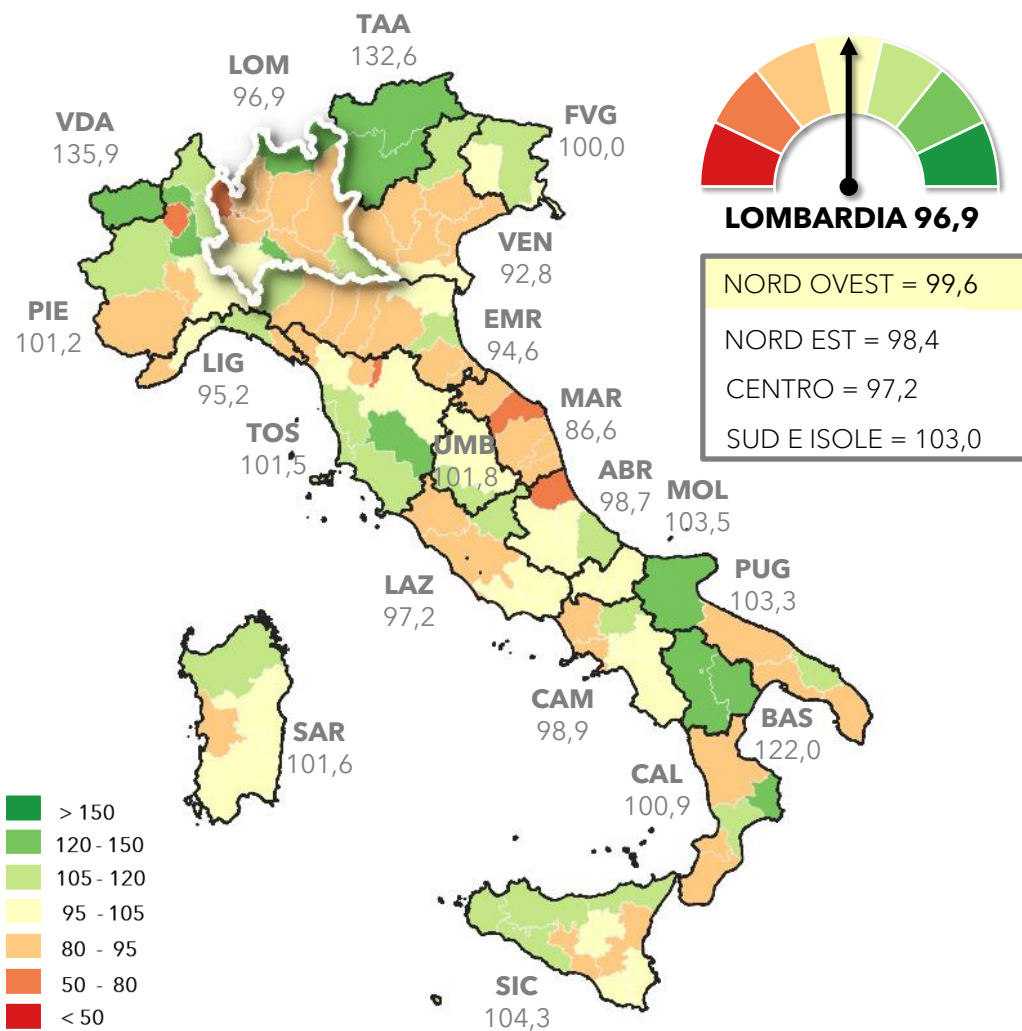 TAA
132,6
LOM
96,9
VDA
135,9
FVG
100,0
LOMBARDIA 96,9
VEN
92,8
NORD OVEST = 99,6
NORD EST = 98,4
CENTRO = 97,2
SUD E ISOLE = 103,0
PIE
101,2
EMR
94,6
LIG
95,2
MAR
86,6
TOS
101,5
UMB
101,8
ABR
98,7
MOL
103,5
PUG
103,3
LAZ
97,2
CAM
98,9
BAS
122,0
SAR
101,6
CAL
100,9
SIC
104,3
> 150
120 - 150
105 - 120
95 - 105
80 - 95
50 - 80
< 50